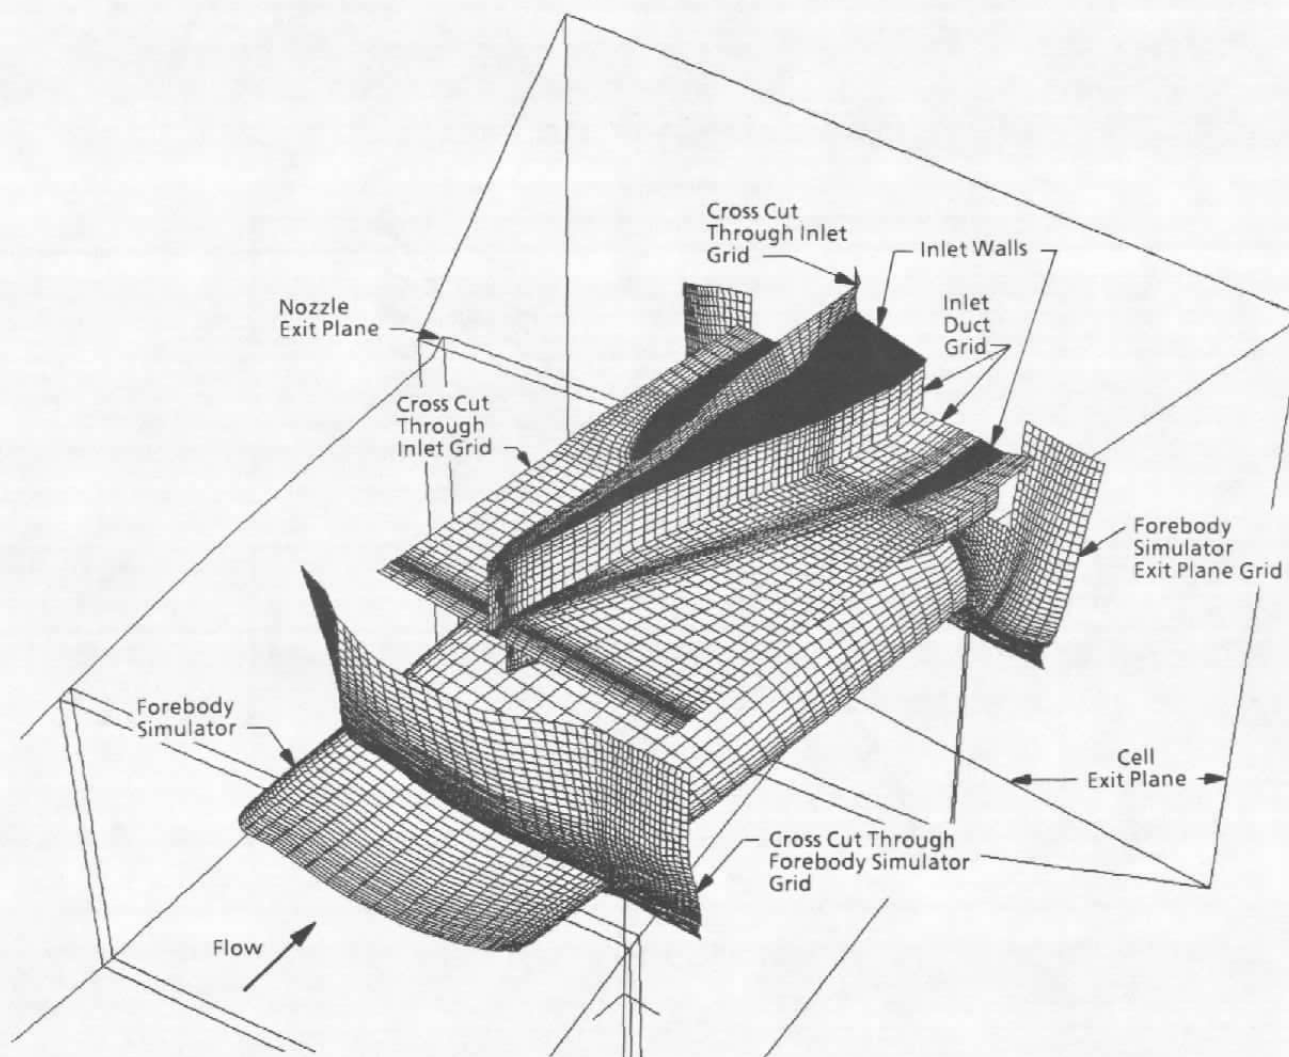 Cross Cut
Through Inlet
Grid
Inlet Walls
Nozzle
Exit Plane
Inlet
Duct
Grid
Cross Cut
Through
Inlet Grid
Forebody
Simulator
Exit Plane Grid
Forebody
Simulator
Cell
Exit Plane
Cross Cut Through
Forebody Simulator
Grid
Flow